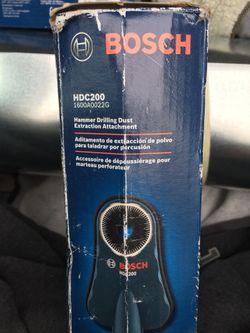 BOSCH
BOSCH
HDC200
1600A0022G
Hammer Drilling Dust
Extraction Attachment
Aditamento de extracción de polvo
para taladrar por percusión
Accessoire de dépoussiérage pour
marteau perforateur
BOSCH
HDC200